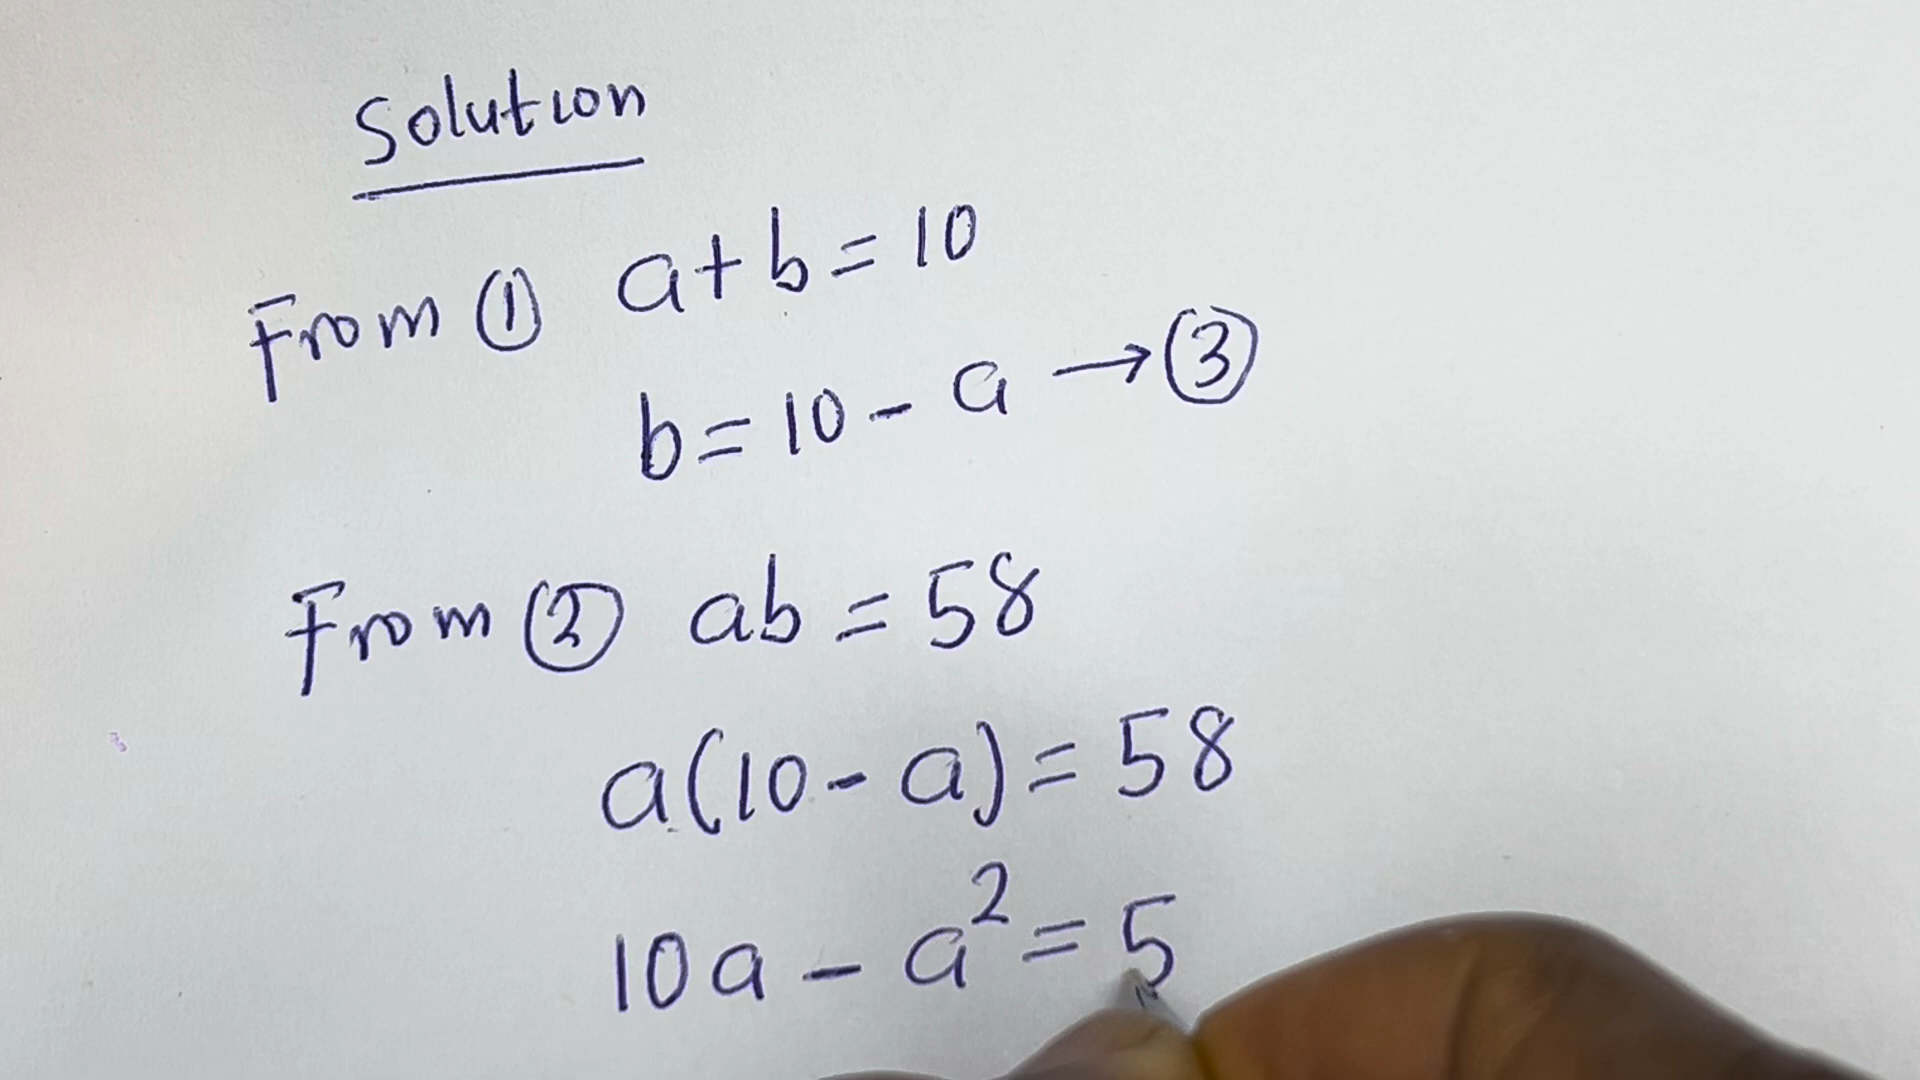 Solution
From ① a+b=10
b=10-a →③
From ② ab=58
a(10-a)=58
10a-a²=5